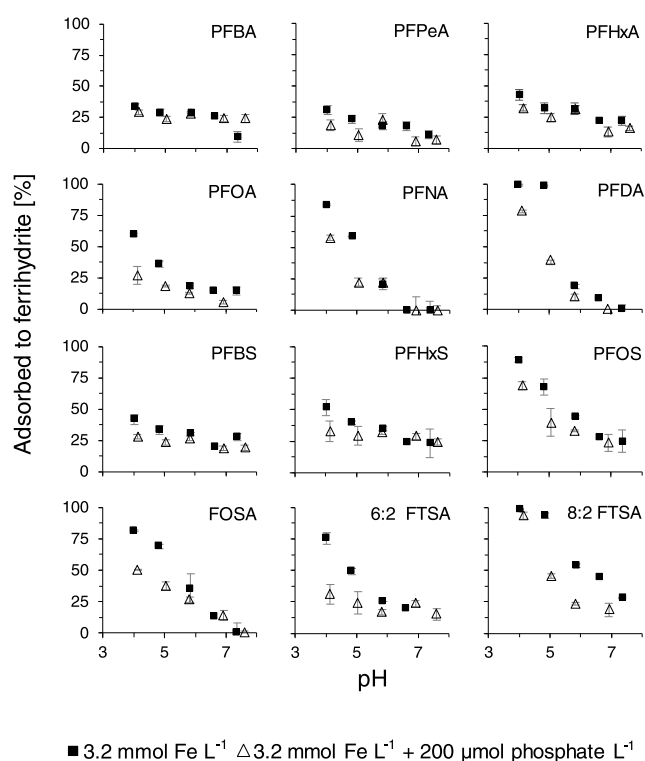 PFBA PFPeA PFHxA
100
75
50
25
0
PFOA PFNA PFDA
100
75
50
25
0
Adsorbed to ferrihydrite [%]
PFBS PFHxS PFOS
100
75
50
25
0
FOSA 6:2 FTSA 8:2 FTSA
100
75
50
25
0
3 5 7 3 5 7 3 5 7
pH
■ 3.2 mmol Fe L⁻¹ △ 3.2 mmol Fe L⁻¹ + 200 µmol phosphate L⁻¹